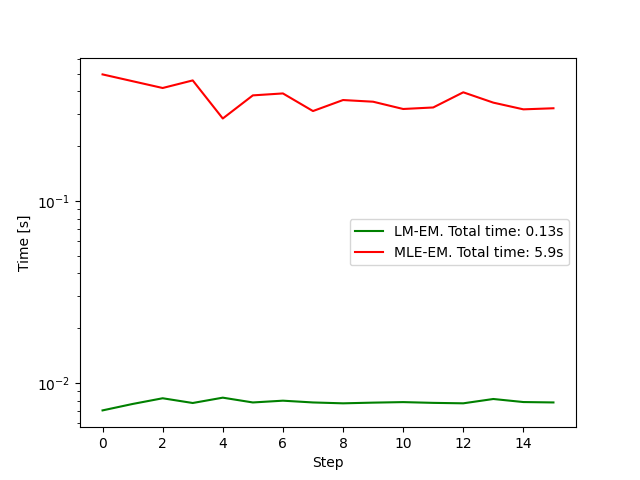 Time [s]
10⁻¹
10⁻²
LM-EM. Total time: 0.13s
MLE-EM. Total time: 5.9s
0 2 4 6 8 10 12 14
Step